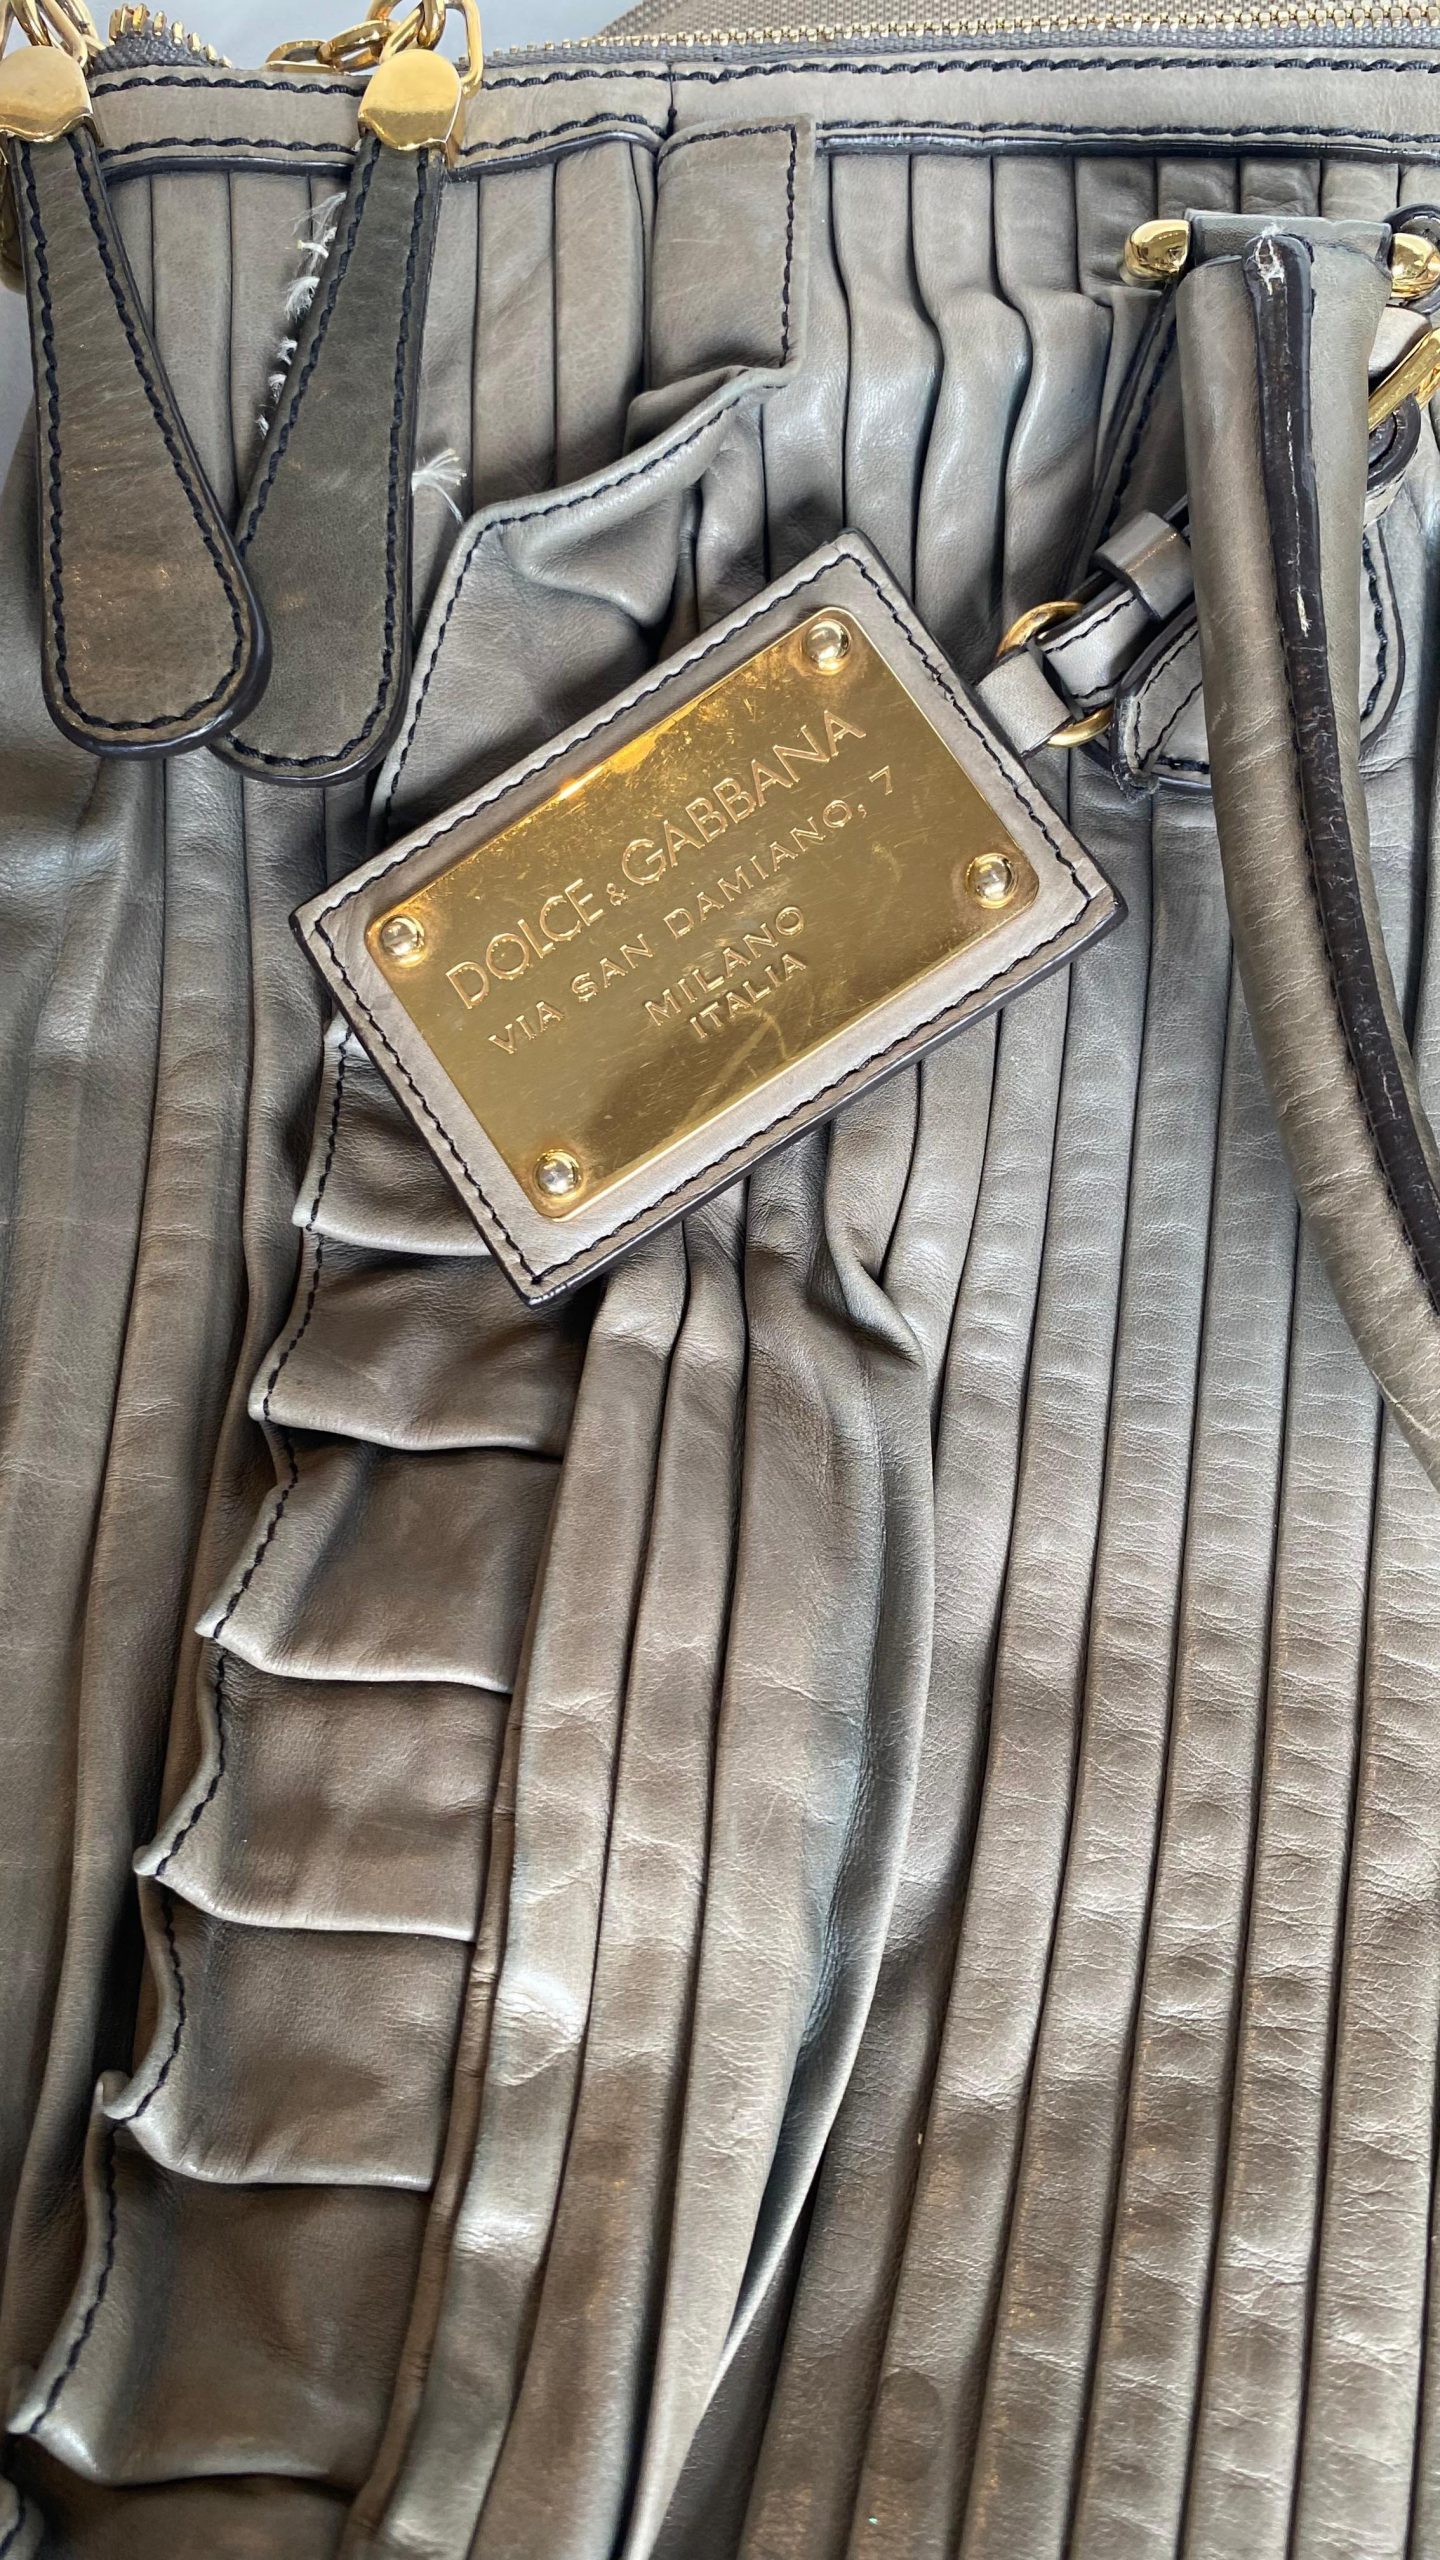 DOLCE & GABBANA
VIA SAN DAMIANO, 7
MILANO
ITALIA